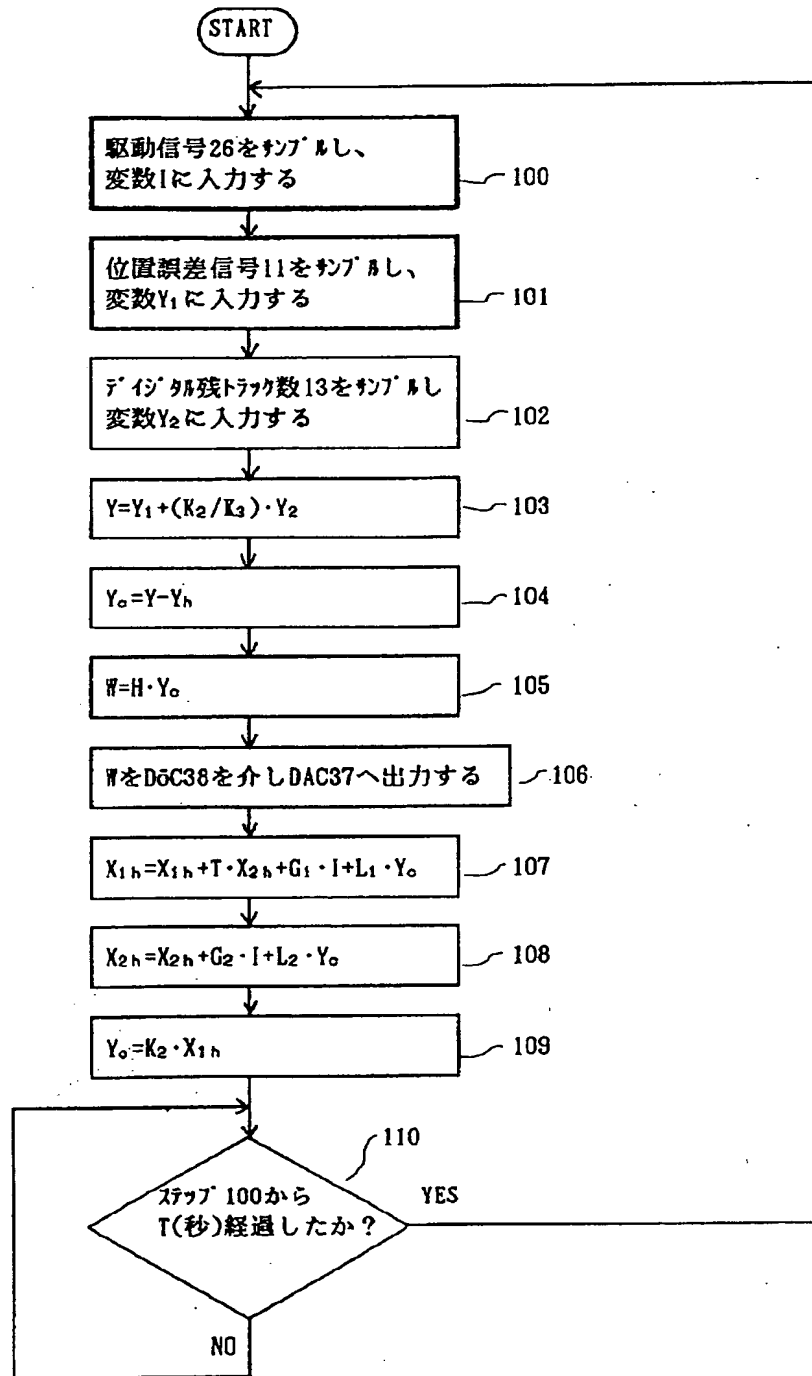 START
駆動信号26をサンプルし、
変数Iに入力する
100
位置誤差信号11をサンプルし、
変数Y₁に入力する
101
デイジタル残トラック数13をサンプルし
変数Y₂に入力する
102
Y=Y₁+(K₂/K₃)·Y₂
103
Yₒ=Y-Yₕ
104
W=H·Yₒ
105
WをDōC38を介しDAC37へ出力する
106
X₁ₕ=X₁ₕ+T·X₂ₕ+G₁·I+L₁·Yₒ
107
X₂ₕ=X₂ₕ+G₂·I+L₂·Yₒ
108
Yₒ=K₂·X₁ₕ
109
110
ステップ100から
T(秒)経過したか？
YES
NO